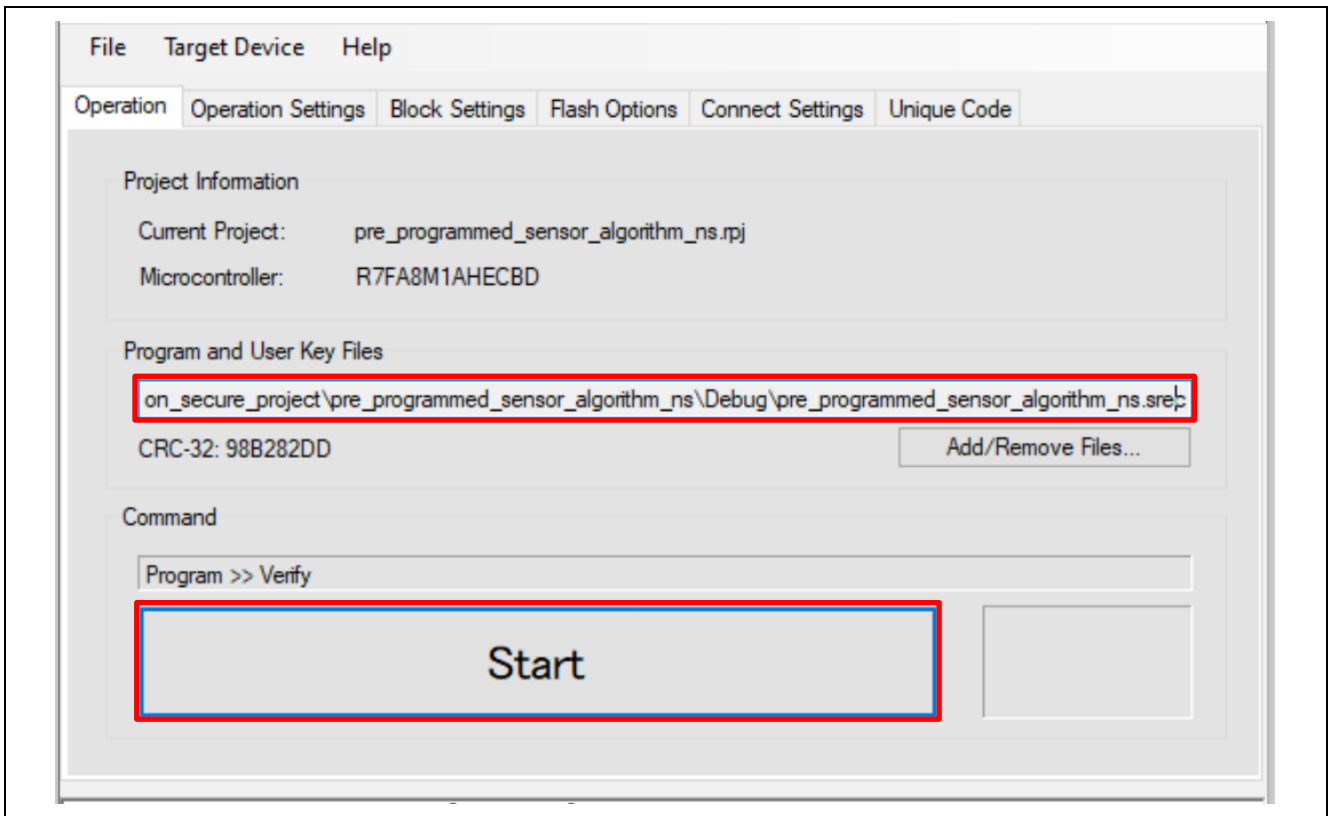 File Target Device Help
Operation Operation Settings Block Settings Flash Options Connect Settings Unique Code
Project Information
Current Project: pre_programmed_sensor_algorithm_ns.rpj
Microcontroller: R7FA8M1AHECBD
Program and User Key Files
on_secure_project\pre_programmed_sensor_algorithm_ns\Debug\pre_programmed_sensor_algorithm_ns.srec
CRC-32: 98B282DD Add/Remove Files...
Command
Program >> Verify
Start